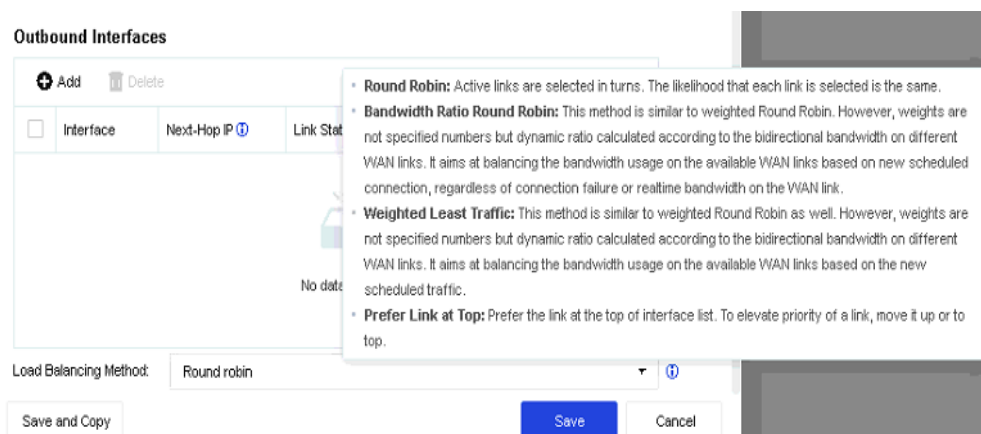 Outbound Interfaces
Add Delete
Interface Next-Hop IP Link Stat
No data
Round Robin: Active links are selected in turns. The likelihood that each link is selected is the same.
Bandwidth Ratio Round Robin: This method is similar to weighted Round Robin. However, weights are
not specified numbers but dynamic ratio calculated according to the bidirectional bandwidth on different
WAN links. It aims at balancing the bandwidth usage on the available WAN links based on new scheduled
connection, regardless of connection failure or realtime bandwidth on the WAN link.
Weighted Least Traffic: This method is similar to weighted Round Robin as well. However, weights are
not specified numbers but dynamic ratio calculated according to the bidirectional bandwidth on different
WAN links. It aims at balancing the bandwidth usage on the available WAN links based on the new
scheduled traffic.
Prefer Link at Top: Prefer the link at the top of interface list. To elevate priority of a link, move it up or to
top.
Load Balancing Method: Round robin
Save and Copy Save Cancel